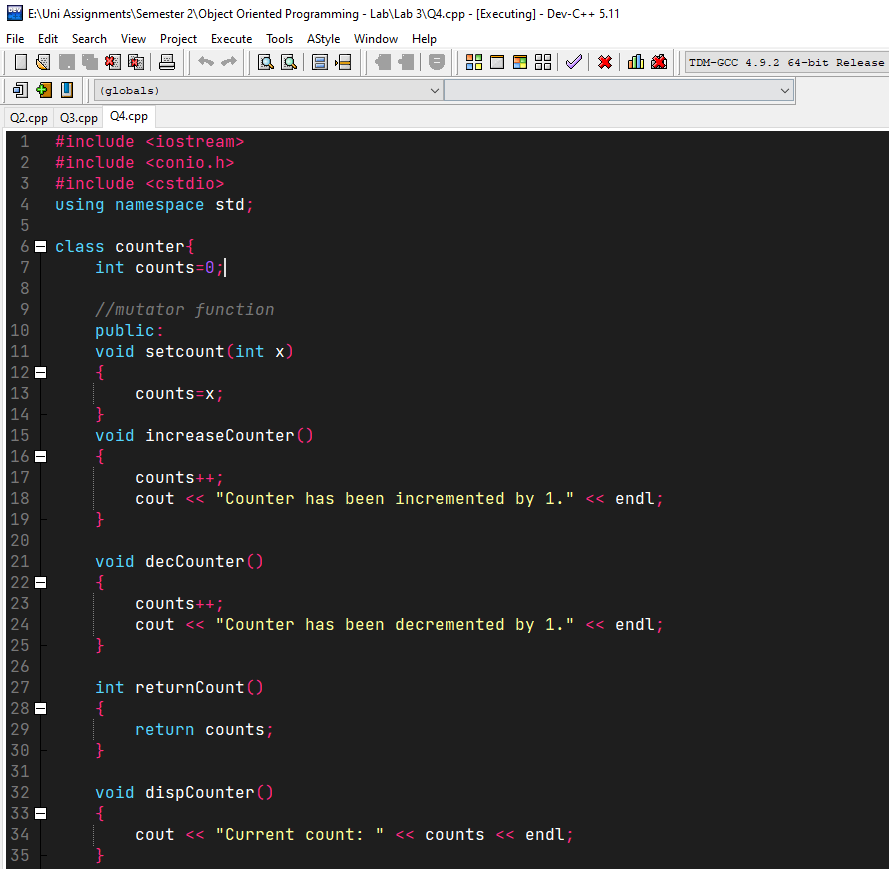 E:\Uni Assignments\Semester 2\Object Oriented Programming - Lab\Lab 3\Q4.cpp - [Executing] - Dev-C++ 5.11
File Edit Search View Project Execute Tools AStyle Window Help
TDM-GCC 4.9.2 64-bit Release
(globals)
Q2.cpp Q3.cpp Q4.cpp
1 #include <iostream>
2 #include <conio.h>
3 #include <cstdio>
4 using namespace std;
5
6 class counter{
7 int counts=0;
8
9 //mutator function
10 public:
11 void setcount(int x)
12 {
13 counts=x;
14 }
15 void increaseCounter()
16 {
17 counts++;
18 cout << "Counter has been incremented by 1." << endl;
19 }
20
21 void decCounter()
22 {
23 counts++;
24 cout << "Counter has been decremented by 1." << endl;
25 }
26
27 int returnCount()
28 {
29 return counts;
30 }
31
32 void dispCounter()
33 {
34 cout << "Current count: " << counts << endl;
35 }